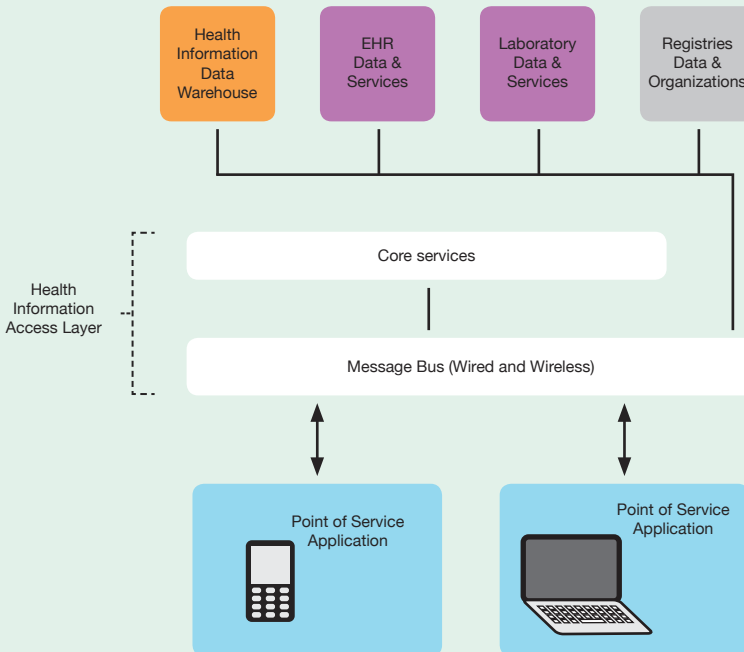 Health
Information
Data
Warehouse
EHR
Data &
Services
Laboratory
Data &
Services
Registries
Data &
Organizations
Core services
Health
Information
Access Layer
Message Bus (Wired and Wireless)
Point of Service
Application
Point of Service
Application